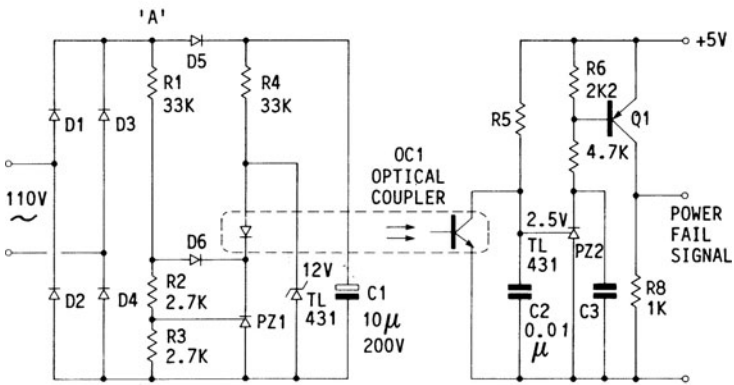 'A'
D5
R1
33K
R4
33K
D1
D3
110V
∼
D2
D4
D6
R2
2.7K
R3
2.7K
PZ1
12V
TL
431
C1
10μ
200V
OC1
OPTICAL
COUPLER
R5
R6
2K2
Q1
+5V
4.7K
2.5V
TL
431
PZ2
C2
0.01
μ
C3
R8
1K
POWER
FAIL
SIGNAL